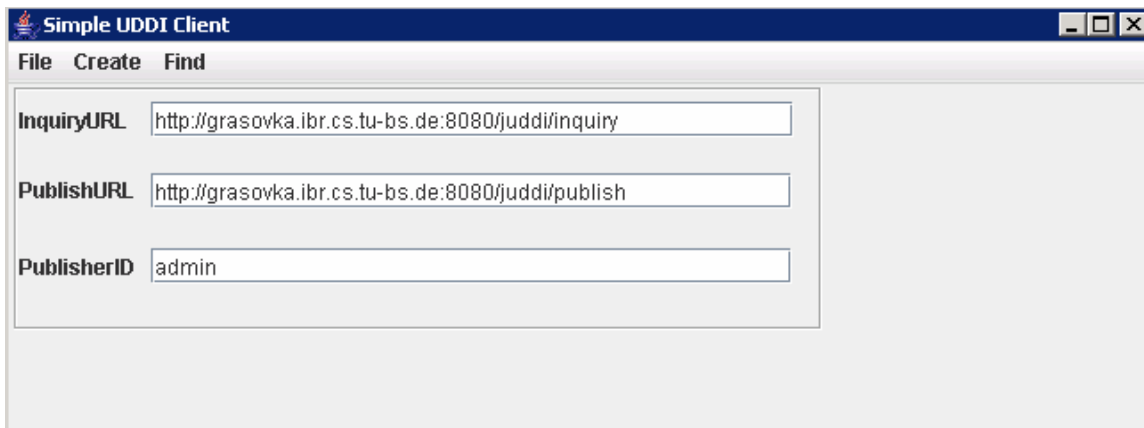 Simple UDDI Client
File Create Find
InquiryURL http://grasovka.ibr.cs.tu-bs.de:8080/juddi/inquiry
PublishURL http://grasovka.ibr.cs.tu-bs.de:8080/juddi/publish
PublisherID admin